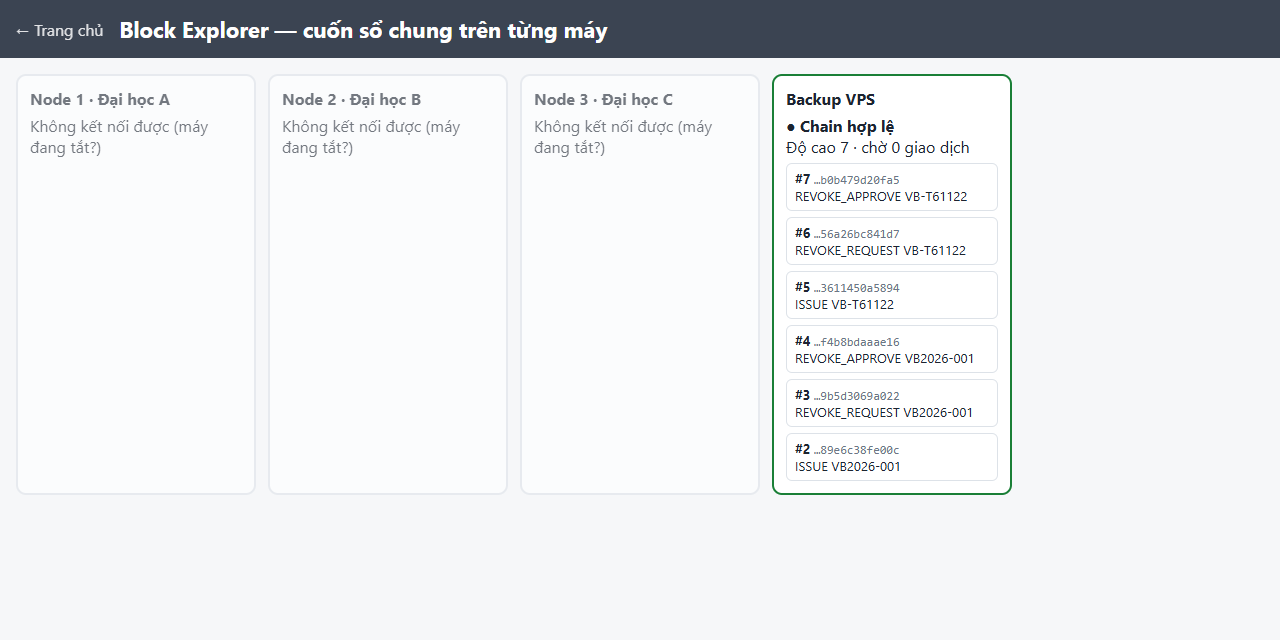 ← Trang chủ Block Explorer — cuốn sổ chung trên từng máy
Node 1 · Đại học A
Không kết nối được (máy
đang tắt?)
Node 2 · Đại học B
Không kết nối được (máy
đang tắt?)
Node 3 · Đại học C
Không kết nối được (máy
đang tắt?)
Backup VPS
● Chain hợp lệ
Độ cao 7 · chờ 0 giao dịch
#7 …b0b479d20fa5
REVOKE_APPROVE VB-T61122
#6 …56a26bc841d7
REVOKE_REQUEST VB-T61122
#5 …3611450a5894
ISSUE VB-T61122
#4 …f4b8bdaaae16
REVOKE_APPROVE VB2026-001
#3 …9b5d3069a022
REVOKE_REQUEST VB2026-001
#2 …89e6c38fe00c
ISSUE VB2026-001